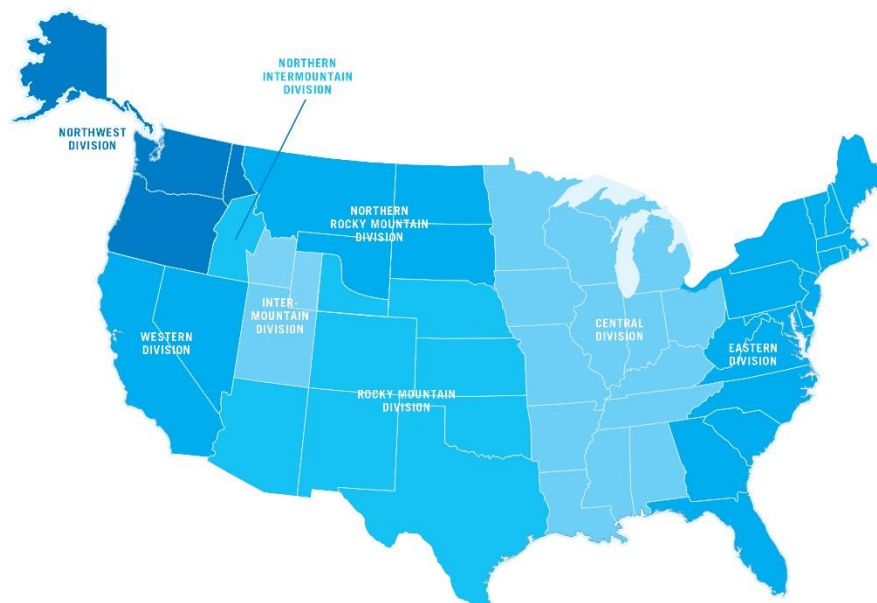 NORTHERN
INTERMOUNTAIN
DIVISION
NORTHWEST
DIVISION
NORTHERN
ROCKY MOUNTAIN
DIVISION
INTER-
MOUNTAIN
DIVISION
WESTERN
DIVISION
CENTRAL
DIVISION
EASTERN
DIVISION
ROCKY MOUNTAIN
DIVISION